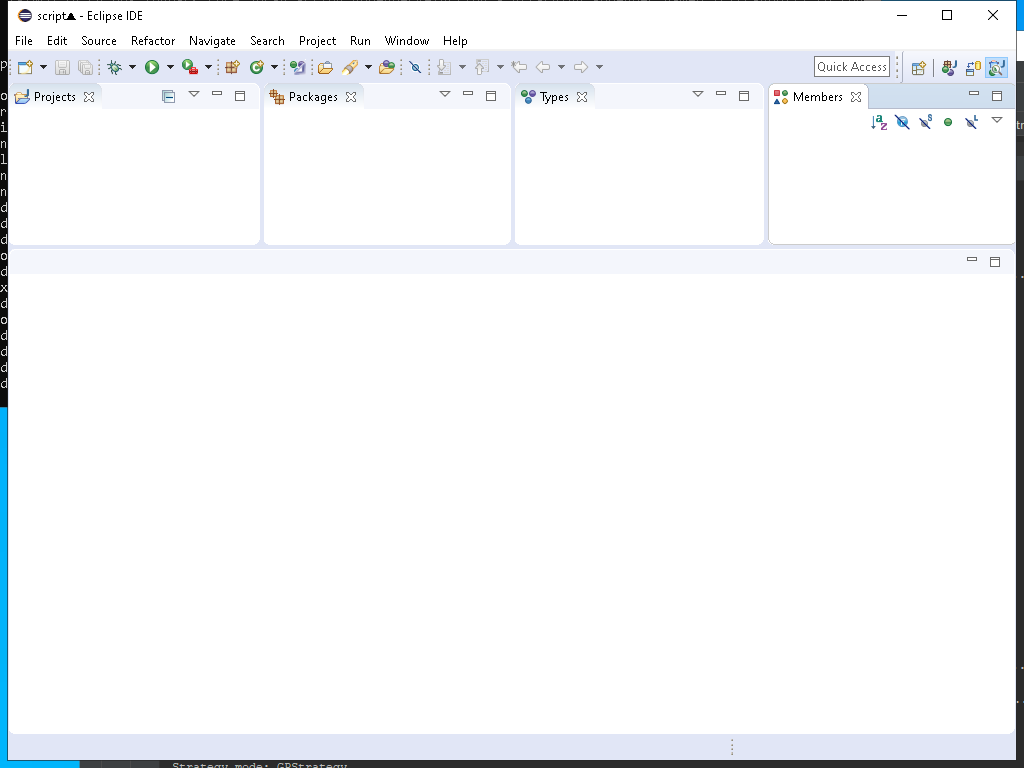 script▲ - Eclipse IDE
File Edit Source Refactor Navigate Search Project Run Window Help
Quick Access
Projects Packages Types Members
Strategy mode: GPStrategy